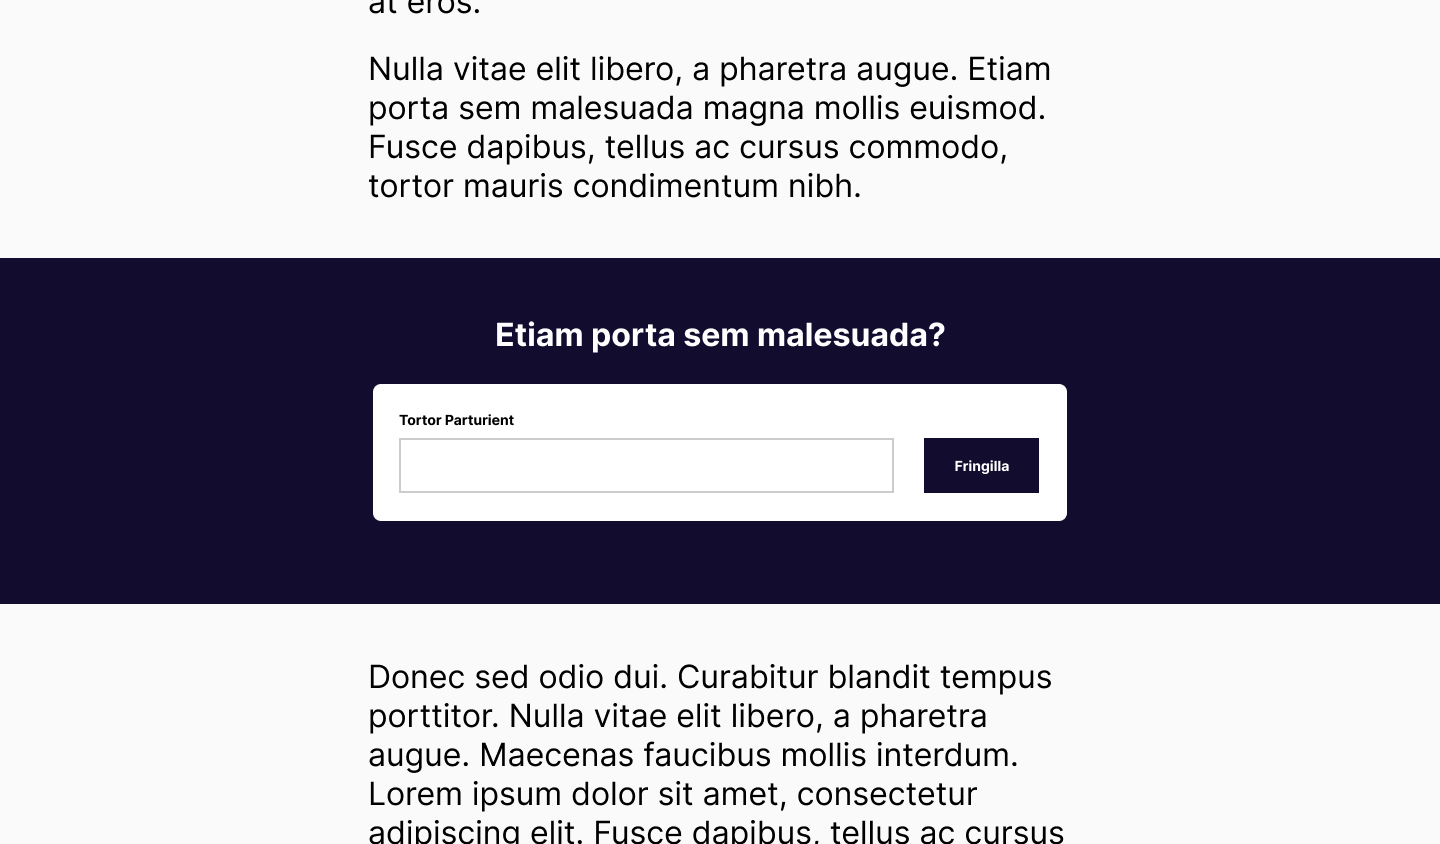 at eros.
Nulla vitae elit libero, a pharetra augue. Etiam
porta sem malesuada magna mollis euismod.
Fusce dapibus, tellus ac cursus commodo,
tortor mauris condimentum nibh.
Etiam porta sem malesuada?
Tortor Parturient
Fringilla
Donec sed odio dui. Curabitur blandit tempus
porttitor. Nulla vitae elit libero, a pharetra
augue. Maecenas faucibus mollis interdum.
Lorem ipsum dolor sit amet, consectetur
adipiscing elit. Fusce dapibus, tellus ac cursus